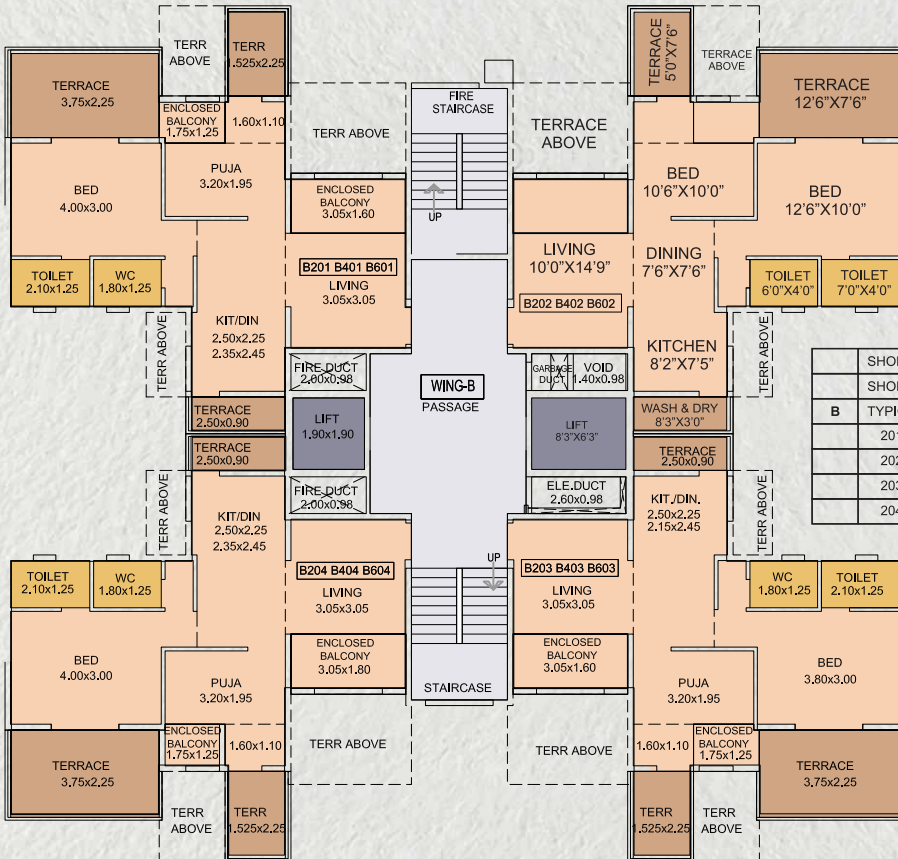 TERR
ABOVE
TERR
1.525x2.25
TERRACE
3.75x2.25
ENCLOSED
BALCONY
1.75x1.25
1.60x1.10
TERR ABOVE
PUJA
3.20x1.95
BED
4.00x3.00
ENCLOSED
BALCONY
3.05x1.60
TOILET
2.10x1.25
WC
1.80x1.25
B201 B401 B601
LIVING
3.05x3.05
TERR ABOVE
KIT/DIN
2.50x2.25
2.35x2.45
FIRE DUCT
2.00x0.98
TERRACE
2.50x0.90
LIFT
1.90x1.90
FIRE
STAIRCASE
UP
WING-B
PASSAGE
TERRACE
5'0"X7'6"
TERRACE
ABOVE
TERRACE
12'6"X7'6"
TERRACE
ABOVE
BED
10'6"X10'0"
BED
12'6"X10'0"
LIVING
10'0"X14'9"
DINING
7'6"X7'6"
TOILET
6'0"X4'0"
TOILET
7'0"X4'0"
B202 B402 B602
KITCHEN
8'2"X7'5"
TERR ABOVE
GARBAGE
DUCT
VOID
1.40x0.98
LIFT
8'3"X6'3"
WASH & DRY
8'3"X3'0"
SHOP
SHOP
B TYPIC
201
202
203
204
TERRACE
2.50x0.90
FIRE DUCT
2.00x0.98
TERR ABOVE
KIT/DIN
2.50x2.25
2.35x2.45
TOILET
2.10x1.25
WC
1.80x1.25
B204 B404 B604
LIVING
3.05x3.05
BED
4.00x3.00
PUJA
3.20x1.95
ENCLOSED
BALCONY
3.05x1.80
ENCLOSED
BALCONY
1.75x1.25
1.60x1.10
TERR ABOVE
TERRACE
3.75x2.25
TERR
ABOVE
TERR
1.525x2.25
UP
STAIRCASE
TERRACE
2.50x0.90
ELE.DUCT
2.60x0.98
KIT./DIN.
2.50x2.25
2.15x2.45
TERR ABOVE
B203 B403 B603
LIVING
3.05x3.05
WC
1.80x1.25
TOILET
2.10x1.25
ENCLOSED
BALCONY
3.05x1.60
PUJA
3.20x1.95
BED
3.80x3.00
TERR ABOVE
1.60x1.10
ENCLOSED
BALCONY
1.75x1.25
TERRACE
3.75x2.25
TERR
1.525x2.25
TERR
ABOVE